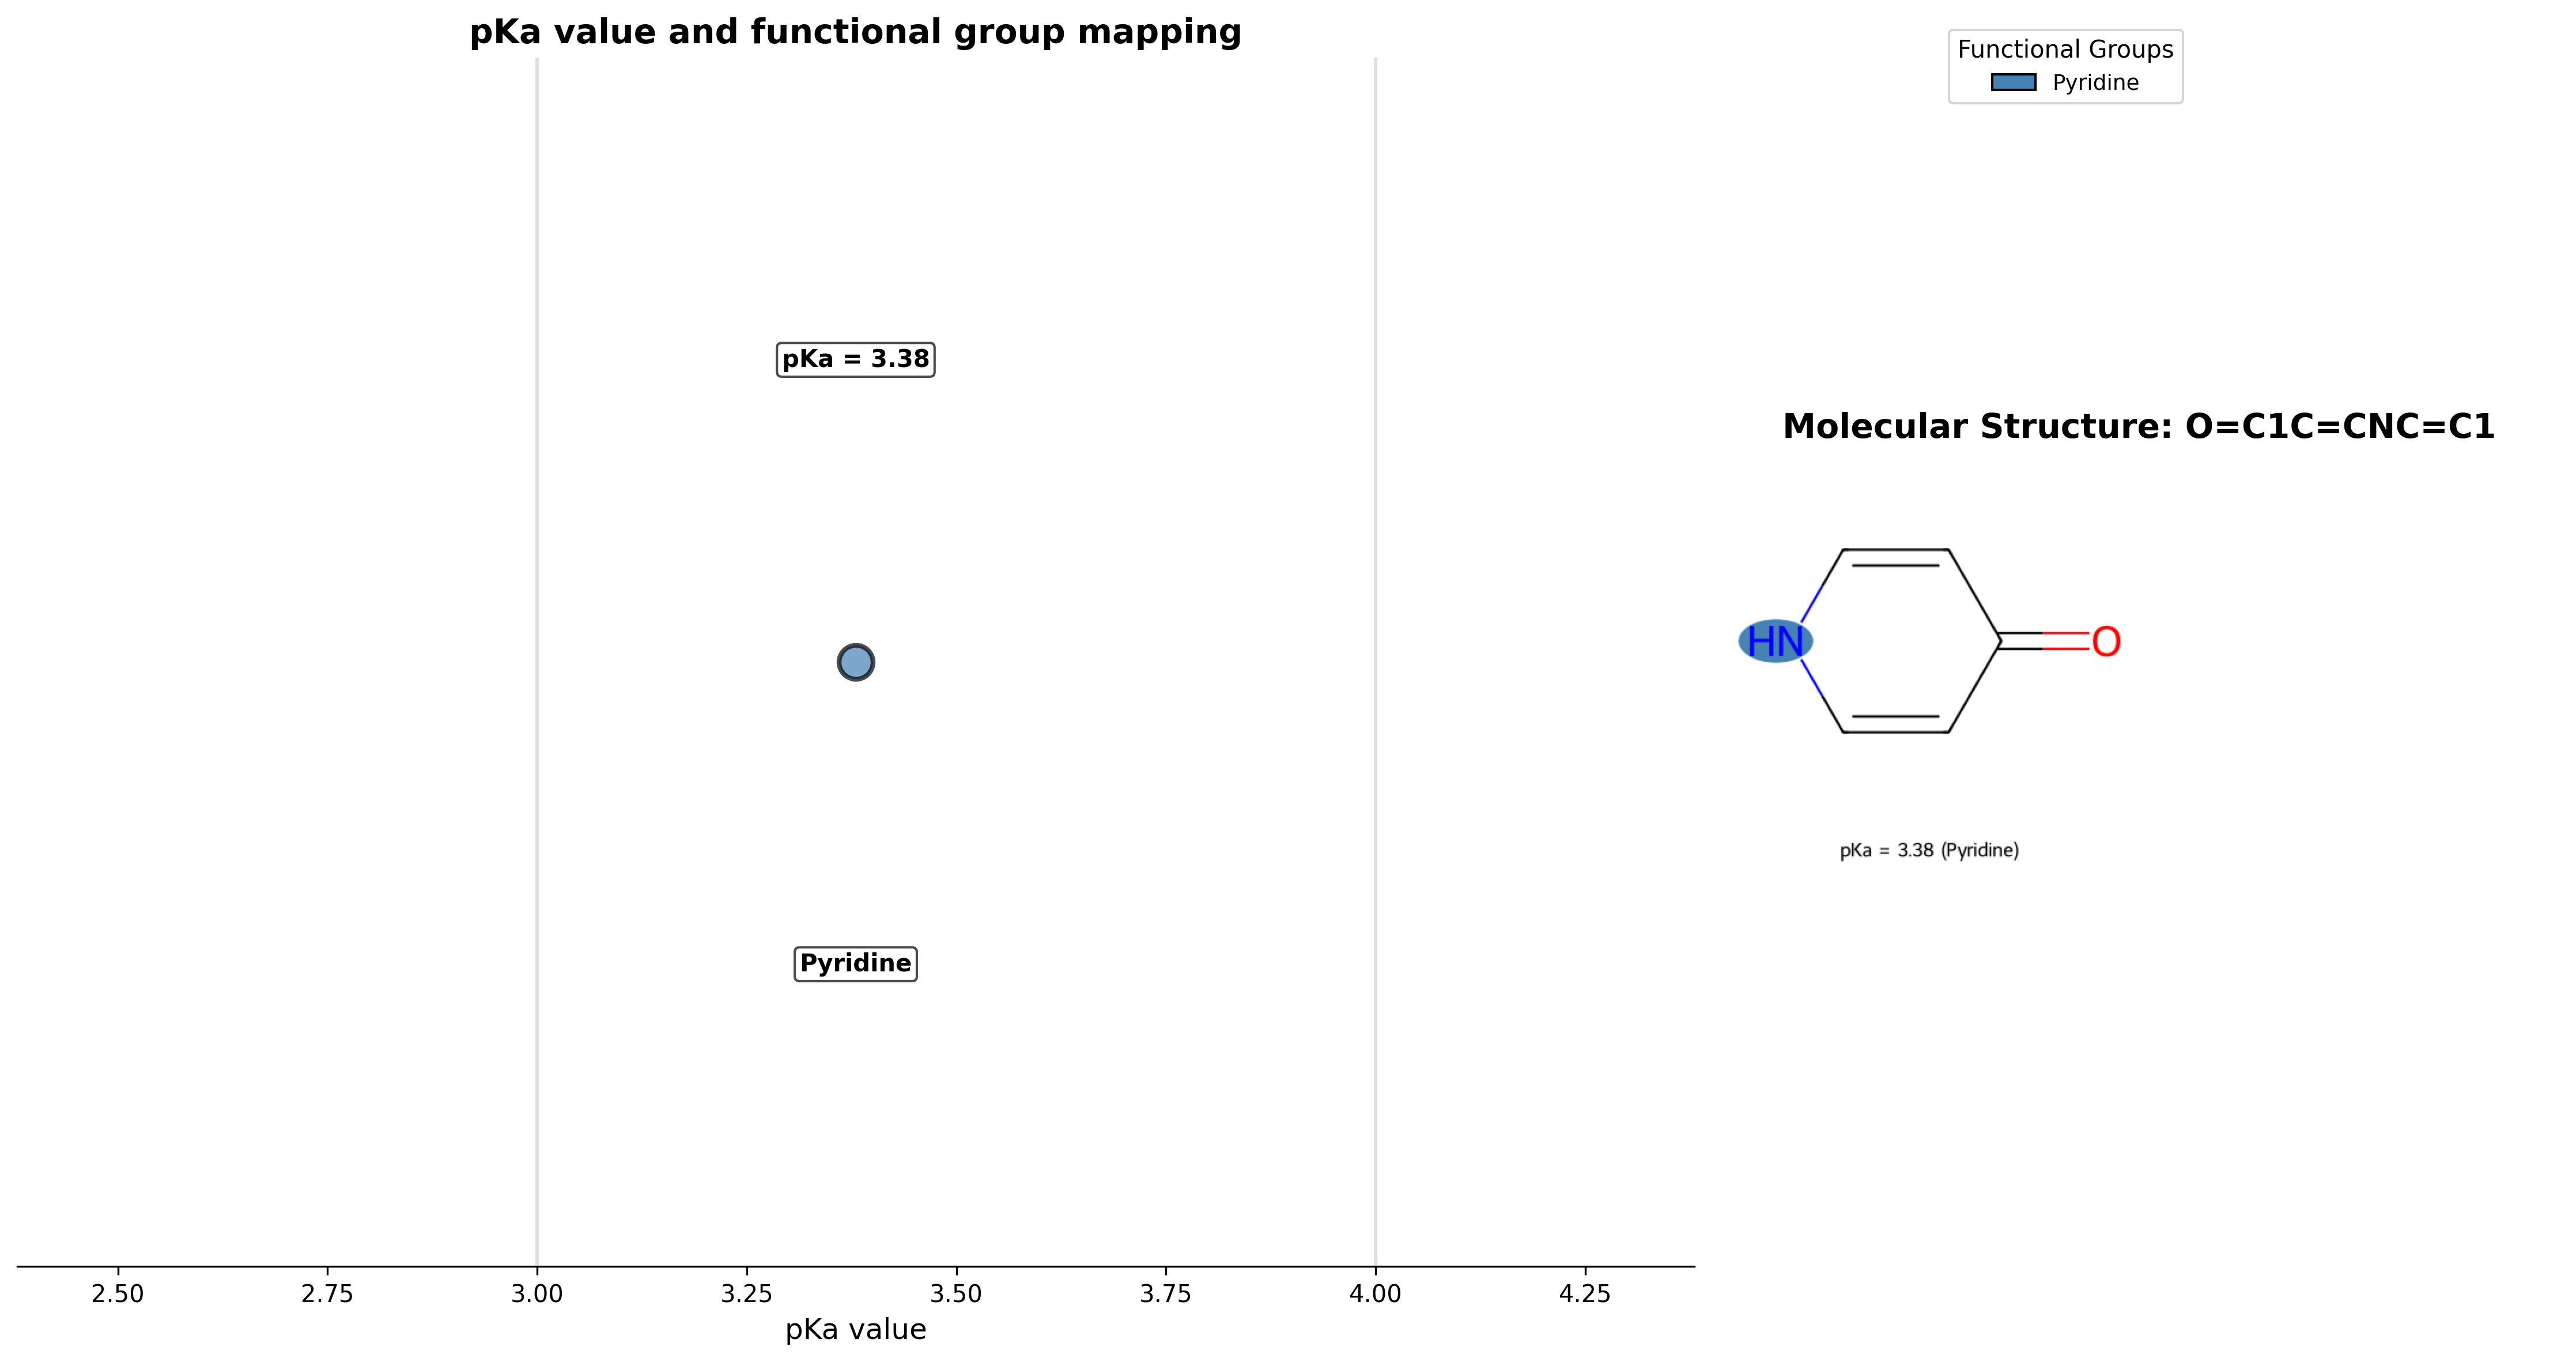 pKa value and functional group mapping
pKa = 3.38
Pyridine
2.50 2.75 3.00 3.25 3.50 3.75 4.00 4.25
pKa value
Functional Groups
Pyridine
Molecular Structure: O=C1C=CNC=C1
HN
O
pKa = 3.38 (Pyridine)